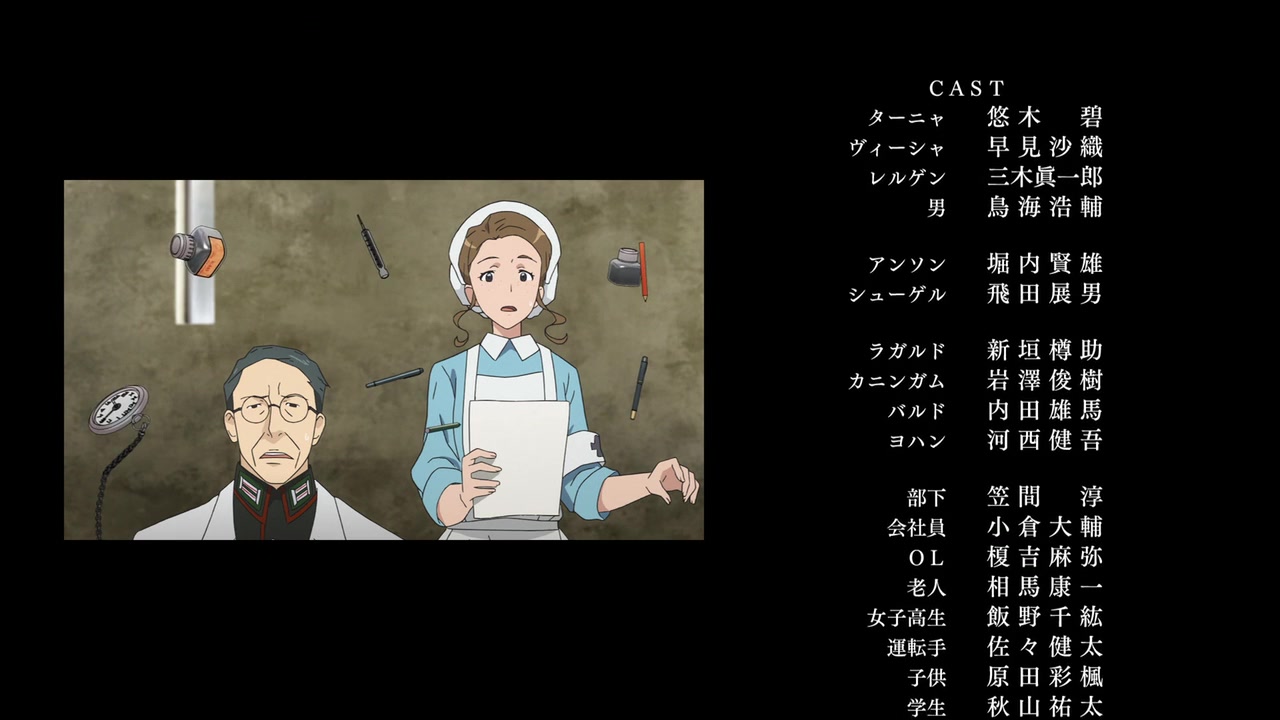 CAST
ターニャ 悠木 碧
ヴィーシャ 早見沙織
レルゲン 三木眞一郎
男 鳥海浩輔
アンソン 堀内賢雄
シューゲル 飛田展男
ラガルド 新垣樽助
カニンガム 岩澤俊樹
バルド 内田雄馬
ヨハン 河西健吾
部下 笠間 淳
会社員 小倉大輔
OL 榎吉麻弥
老人 相馬康一
女子高生 飯野千紘
運転手 佐々健太
子供 原田彩楓
学生 秋山祐太